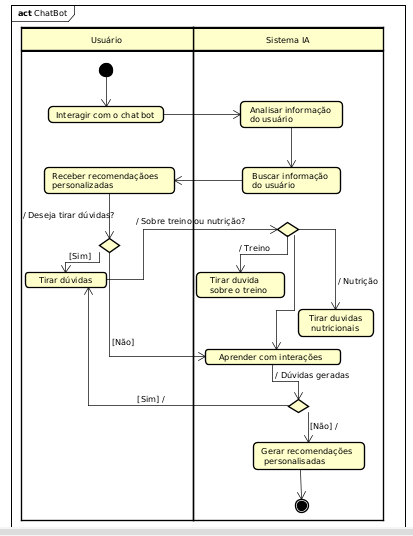 act ChatBot
Usuário
Sistema IA
Interagir com o chat bot
Analisar informação
do usuário
Receber recomendaçãoes
personalizadas
Buscar informação
do usuário
/ Deseja tirar dúvidas?
/ Sobre treino ou nutrição?
[Sim]
/ Treino
Tirar dúvidas
Tirar duvida
sobre o treino
/ Nutrição
Tirar duvidas
nutricionais
[Não]
Aprender com interações
/ Dúvidas geradas
[Sim] /
[Não] /
Gerar recomendações
personalisadas